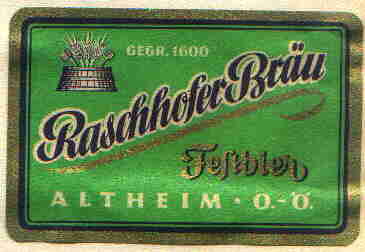 GEGR. 1600
Raschhofer Bräu
Festbier
ALTHEIM · O.-Ö.